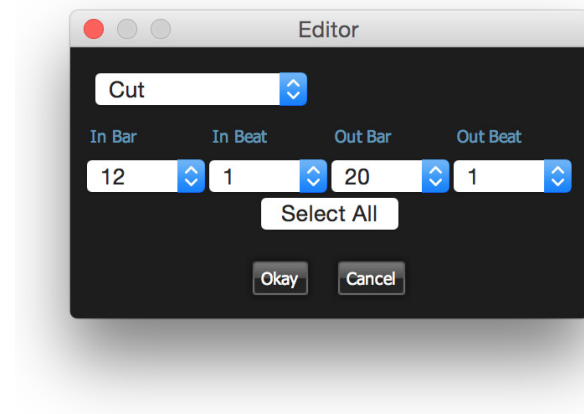 Editor
Cut
In Bar In Beat Out Bar Out Beat
12 1 20 1
Select All
Okay Cancel